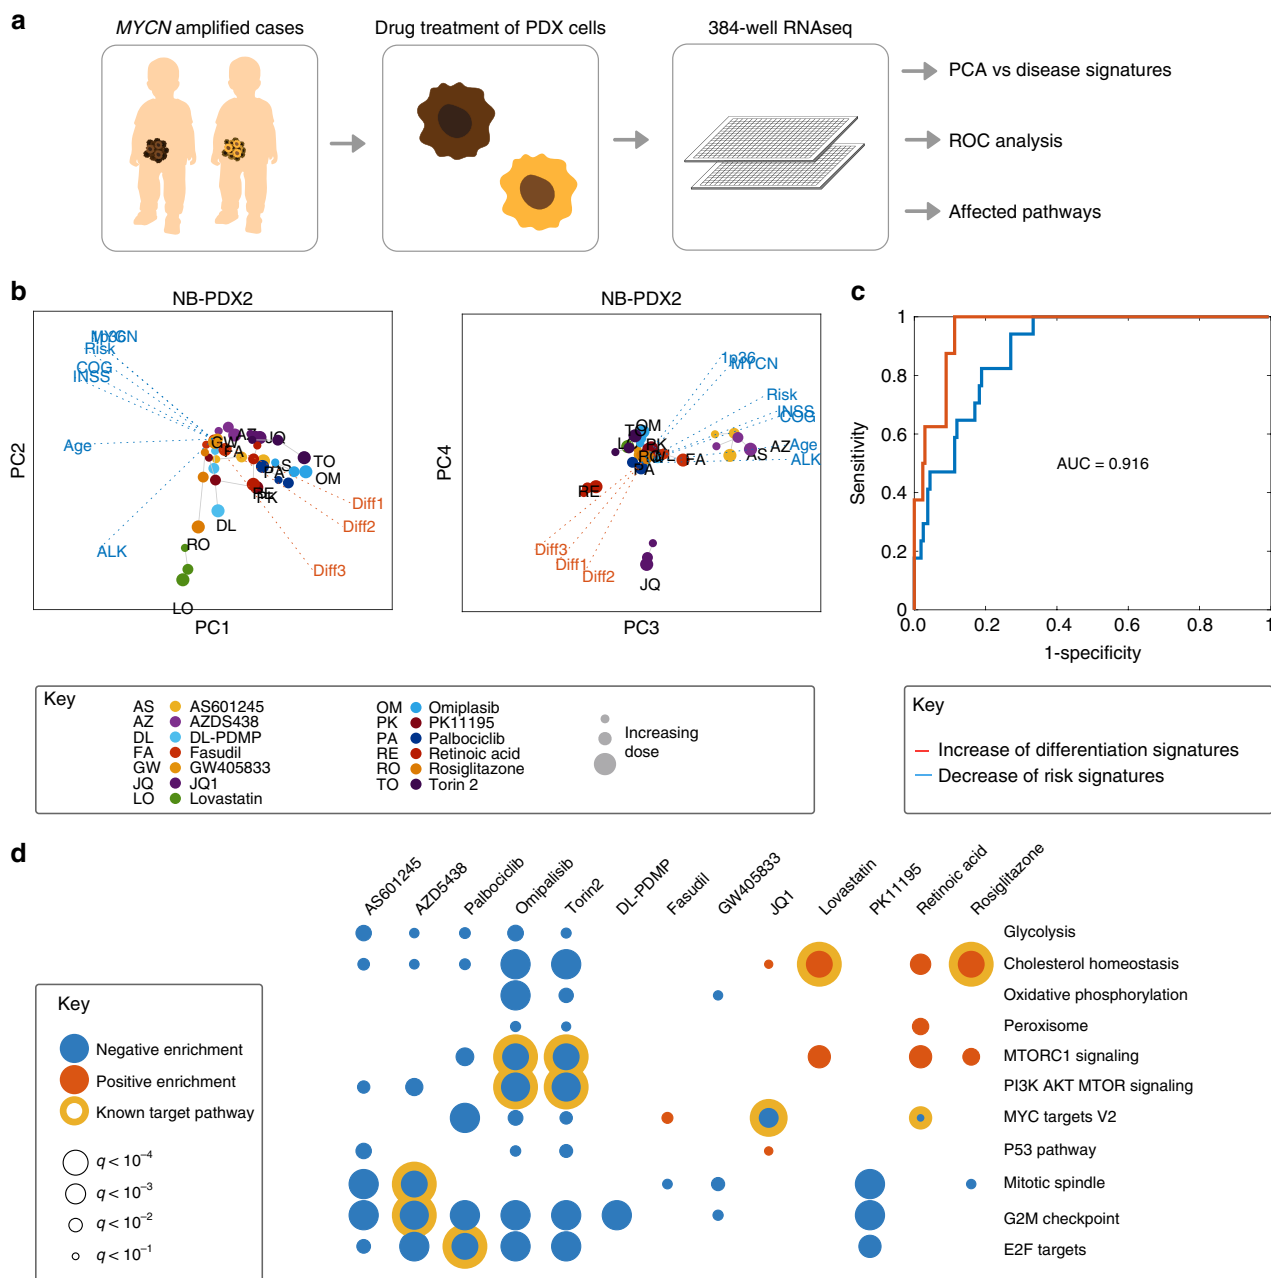 a
MYCN amplified cases
Drug treatment of PDX cells
384-well RNAseq
PCA vs disease signatures
ROC analysis
Affected pathways
b
NB-PDX2
PC2
PC1
MYCN
1p36
Risk
COG
INSS
Age
ALK
GW
FA
AZ
JQ
TO
OM
AS
PA
RE
PK
DL
RO
LO
Diff1
Diff2
Diff3
NB-PDX2
PC4
PC3
1p36
MYCN
Risk
INSS
COG
Age
ALK
OM
TO
LO
PK
RO
DL
PA
FA
AS
AZ
RE
JQ
Diff3
Diff1
Diff2
c
Sensitivity
1
0.8
0.6
0.4
0.2
0
0.0
0.2
0.4
0.6
0.8
1
1-specificity
AUC = 0.916
Key
AS AS601245
AZ AZDS438
DL DL-PDMP
FA Fasudil
GW GW405833
JQ JQ1
LO Lovastatin
OM Omiplasib
PK PK11195
PA Palbociclib
RE Retinoic acid
RO Rosiglitazone
TO Torin 2
Increasing
dose
Key
Increase of differentiation signatures
Decrease of risk signatures
d
AS601245
AZD5438
Palbociclib
Omipalisib
Torin2
DL-PDMP
Fasudil
GW405833
JQ1
Lovastatin
PK11195
Retinoic acid
Rosiglitazone
Glycolysis
Cholesterol homeostasis
Oxidative phosphorylation
Peroxisome
MTORC1 signaling
PI3K AKT MTOR signaling
MYC targets V2
P53 pathway
Mitotic spindle
G2M checkpoint
E2F targets
Key
Negative enrichment
Positive enrichment
Known target pathway
q < 10⁻⁴
q < 10⁻³
q < 10⁻²
q < 10⁻¹